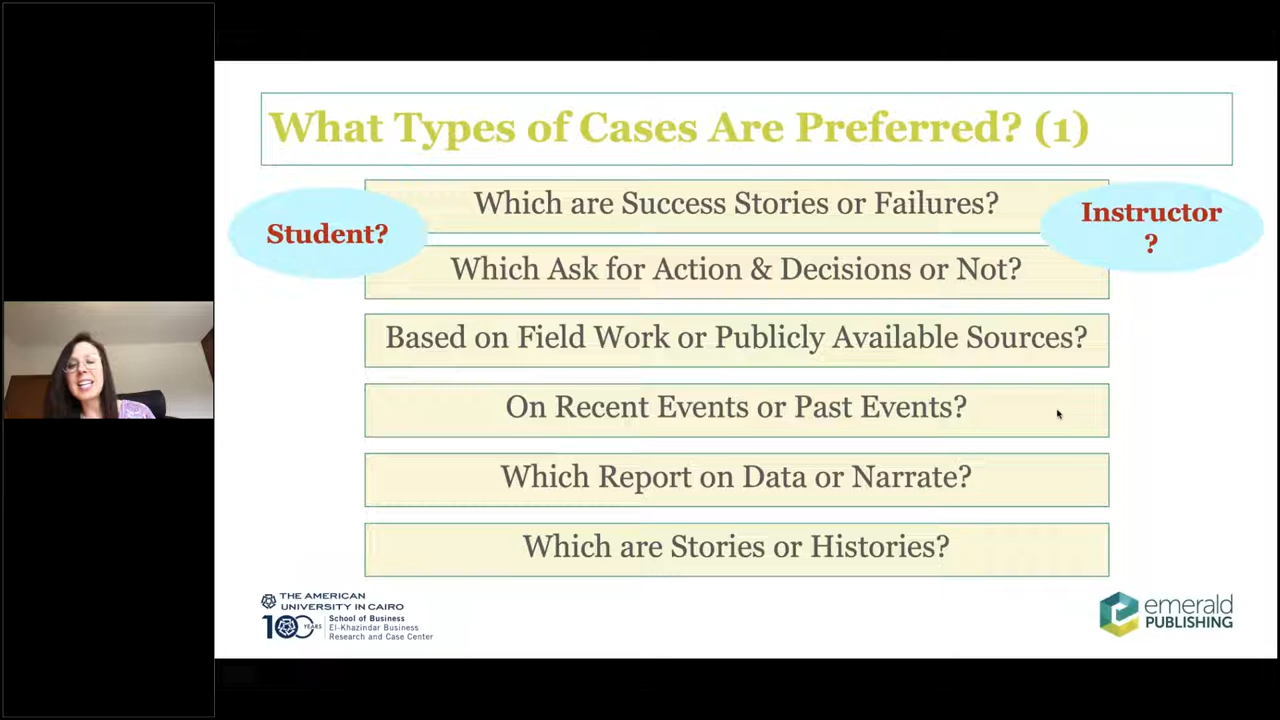 What Types of Cases Are Preferred? (1)
Student?
Instructor
?
Which are Success Stories or Failures?
Which Ask for Action & Decisions or Not?
Based on Field Work or Publicly Available Sources?
On Recent Events or Past Events?
Which Report on Data or Narrate?
Which are Stories or Histories?
THE AMERICAN
UNIVERSITY IN CAIRO
100 YEARS
School of Business
El-Khazindar Business
Research and Case Center
emerald
PUBLISHING